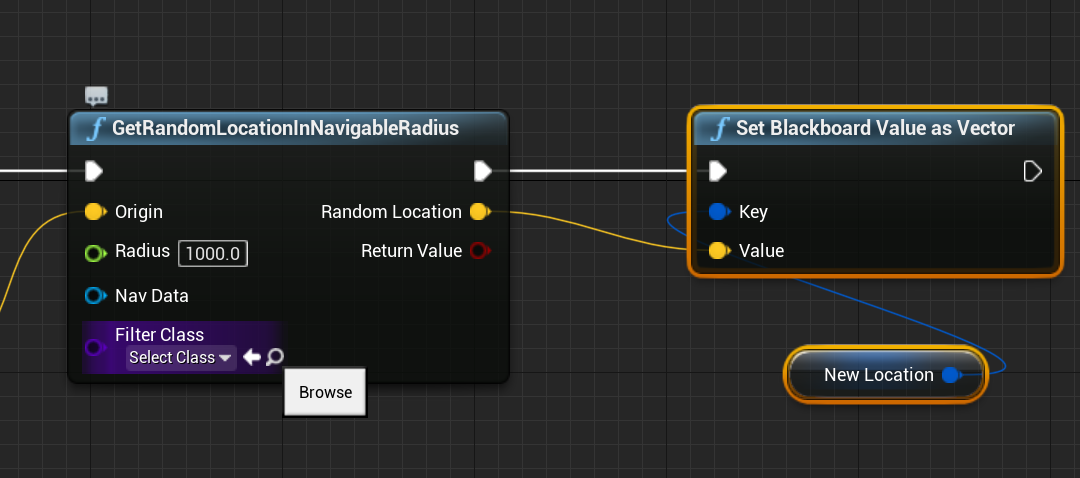 GetRandomLocationInNavigableRadius
Origin
Random Location
Radius 1000.0
Return Value
Nav Data
Filter Class
Select Class
Browse
Set Blackboard Value as Vector
Key
Value
New Location